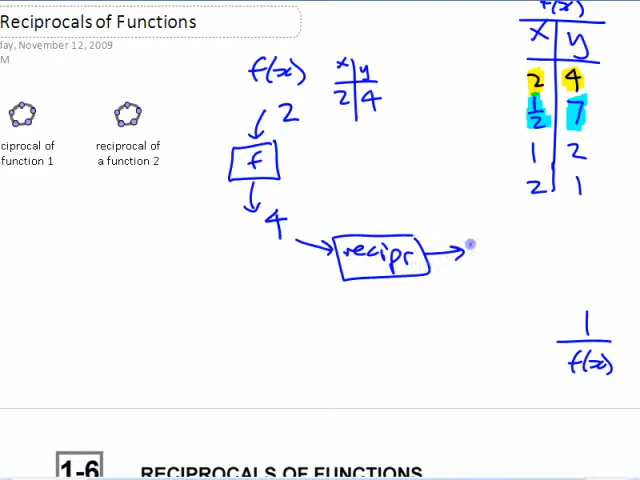 Reciprocals of Functions
day, November 12, 2009
M
f(x)
x y
2 4
2
f
4
recipr
eciprocal of
function 1
reciprocal of
a function 2
f(x)
x y
2 4
1/2 7
1 2
2 1
1
f(x)
1-6 RECIPROCALS OF FUNCTIONS